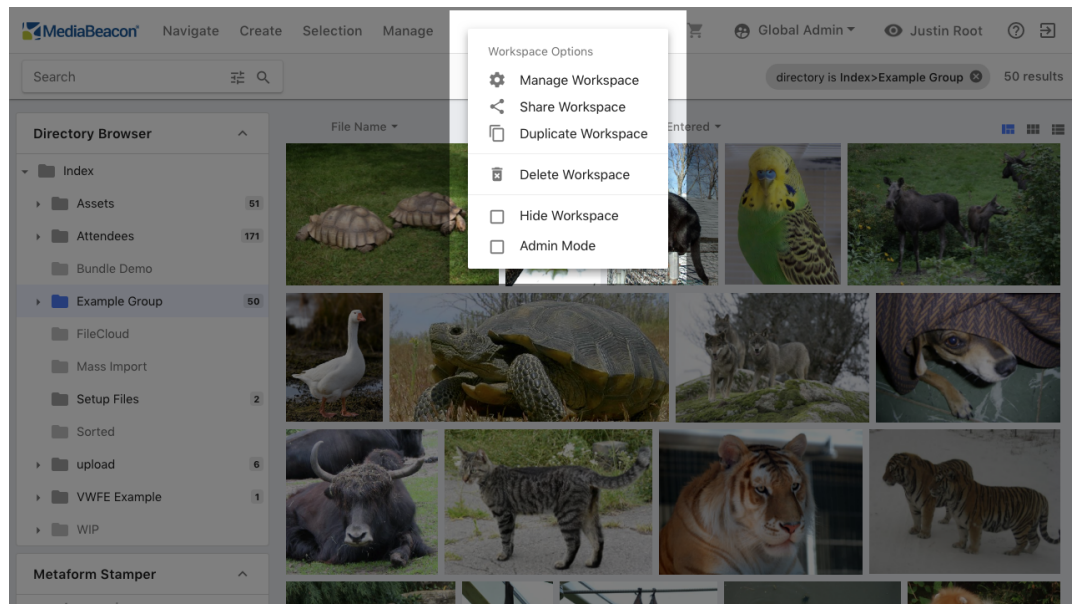 MediaBeacon
Navigate
Create
Selection
Manage
Global Admin
Justin Root
Search
directory is Index>Example Group
50 results
Workspace Options
Manage Workspace
Share Workspace
Duplicate Workspace
Delete Workspace
Hide Workspace
Admin Mode
Directory Browser
File Name
Entered
Index
Assets 51
Attendees 171
Bundle Demo
Example Group 50
FileCloud
Mass Import
Setup Files 2
Sorted
upload 6
VWFE Example 1
WIP
Metaform Stamper